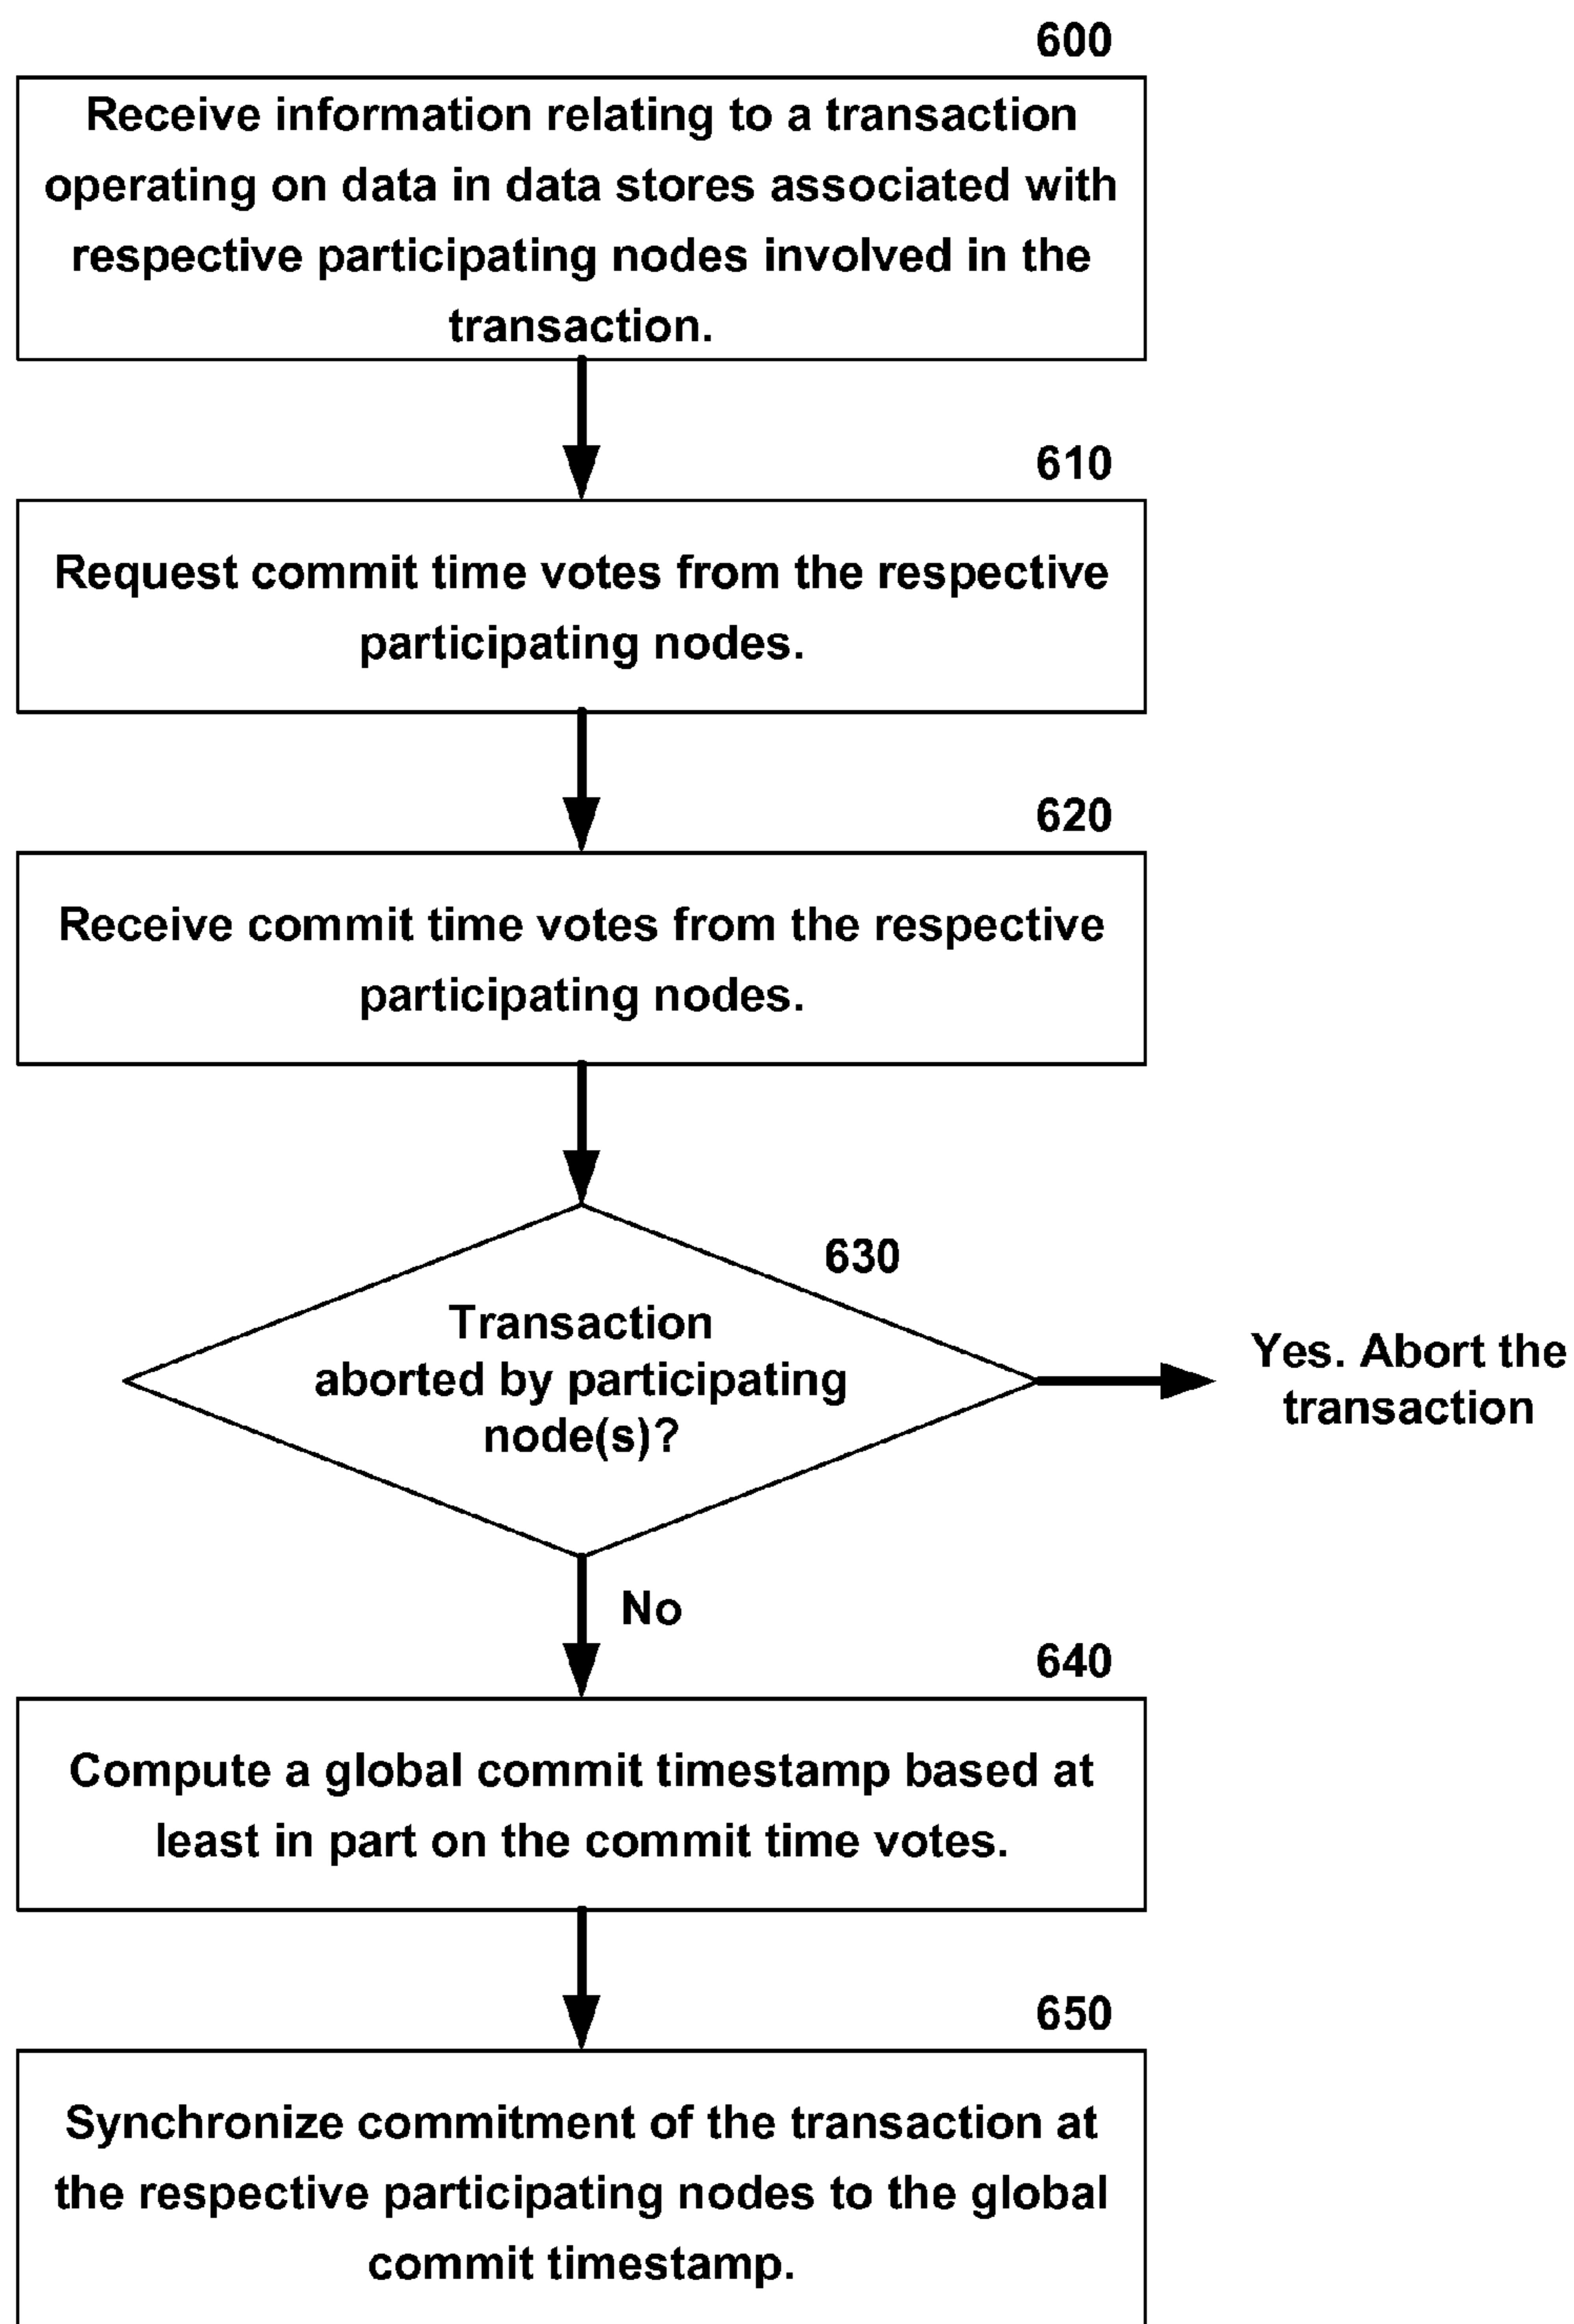 600
Receive information relating to a transaction
operating on data in data stores associated with
respective participating nodes involved in the
transaction.
610
Request commit time votes from the respective
participating nodes.
620
Receive commit time votes from the respective
participating nodes.
630
Transaction
aborted by participating
node(s)?
Yes. Abort the
transaction
No
640
Compute a global commit timestamp based at
least in part on the commit time votes.
650
Synchronize commitment of the transaction at
the respective participating nodes to the global
commit timestamp.